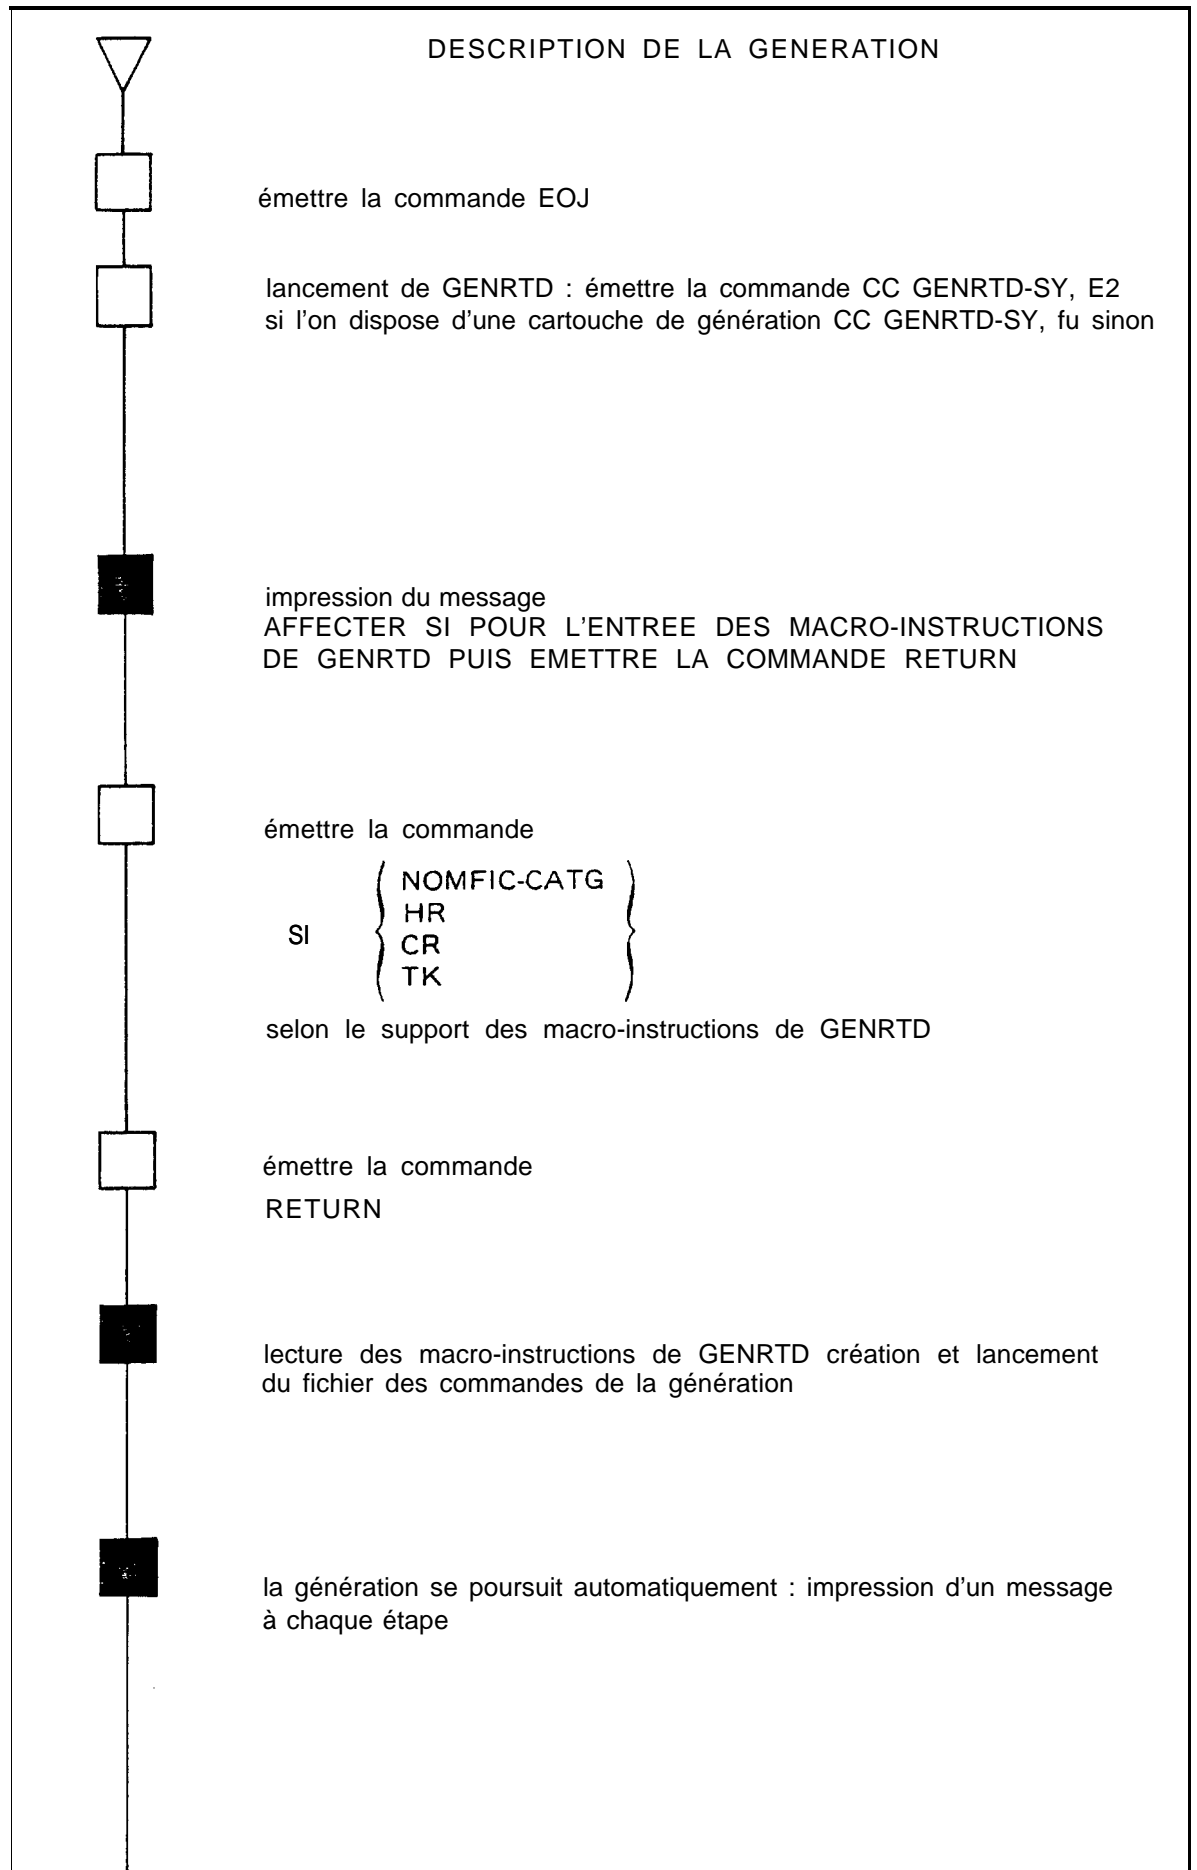 DESCRIPTION DE LA GENERATION
émettre la commande EOJ
lancement de GENRTD : émettre la commande CC GENRTD-SY, E2
si l'on dispose d'une cartouche de génération CC GENRTD-SY, fu sinon
impression du message
AFFECTER SI POUR L'ENTREE DES MACRO-INSTRUCTIONS
DE GENRTD PUIS EMETTRE LA COMMANDE RETURN
émettre la commande
NOMFIC-CATG
HR
SI
CR
TK
selon le support des macro-instructions de GENRTD
émettre la commande
RETURN
lecture des macro-instructions de GENRTD création et lancement
du fichier des commandes de la génération
la génération se poursuit automatiquement : impression d'un message
à chaque étape